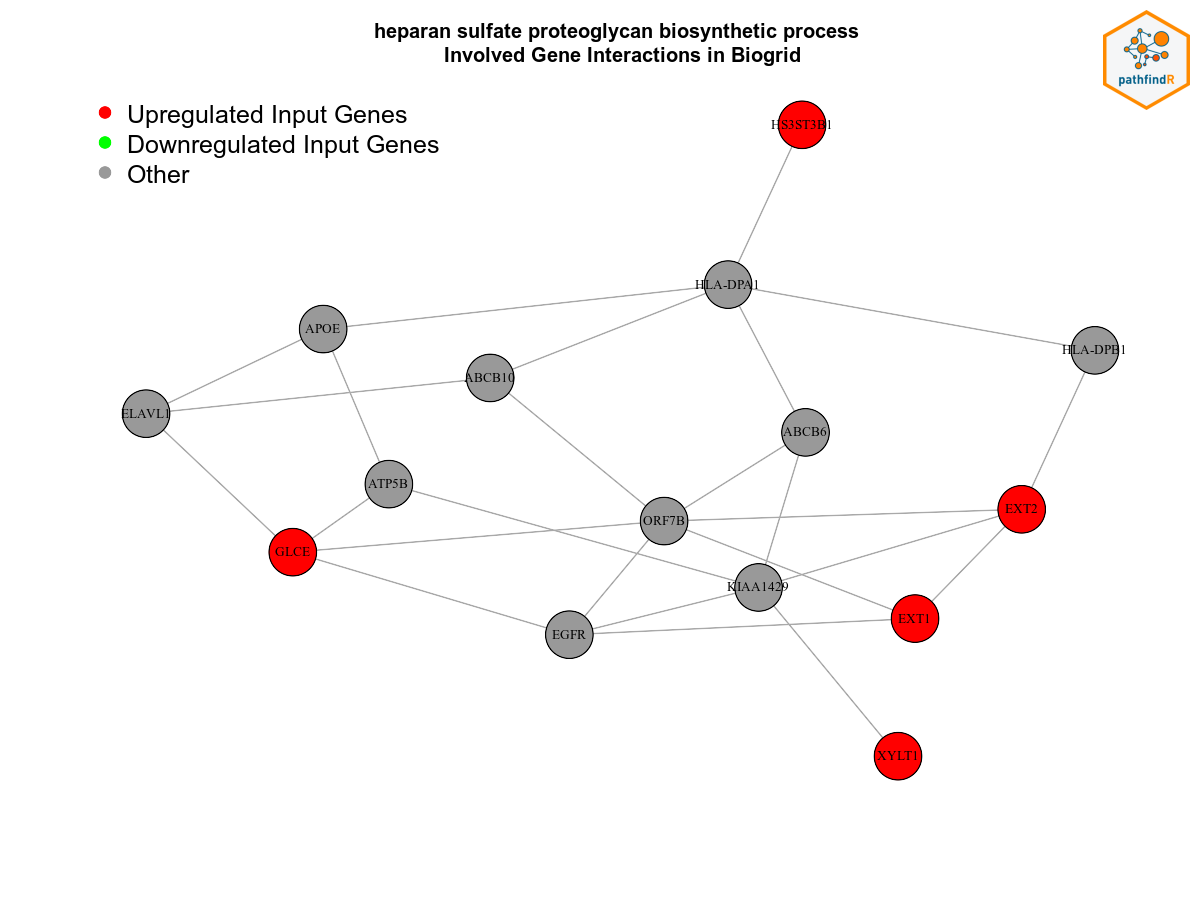 heparan sulfate proteoglycan biosynthetic process
Involved Gene Interactions in Biogrid
pathfindR
Upregulated Input Genes
Downregulated Input Genes
Other
HS3ST3B1
HLA-DPA1
APOE
HLA-DPB1
ABCB10
ELAVL1
ABCB6
ATP5B
EXT2
ORF7B
GLCE
KIAA1429
EXT1
EGFR
XYLT1